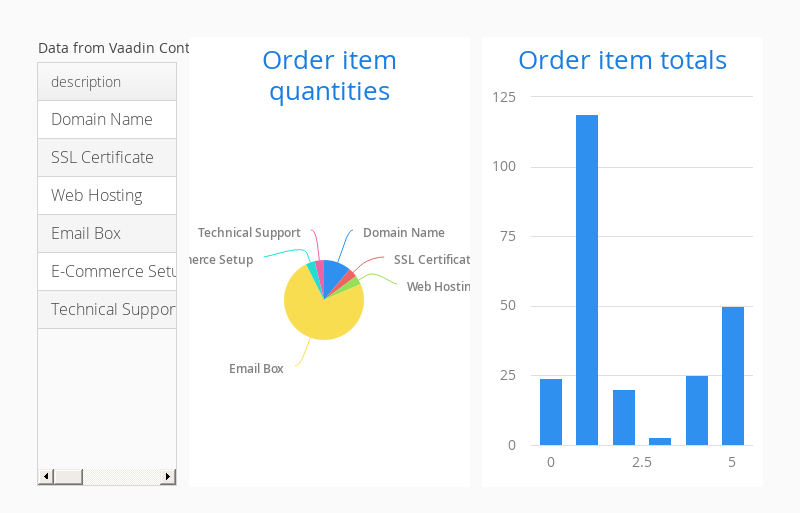 Data from Vaadin Cont
description
Domain Name
SSL Certificate
Web Hosting
Email Box
E-Commerce Setu
Technical Suppor
Order item
quantities
Technical Support
Domain Name
nerce Setup
SSL Certificat
Web Hostin
Email Box
Order item totals
125
100
75
50
25
0
0
2.5
5